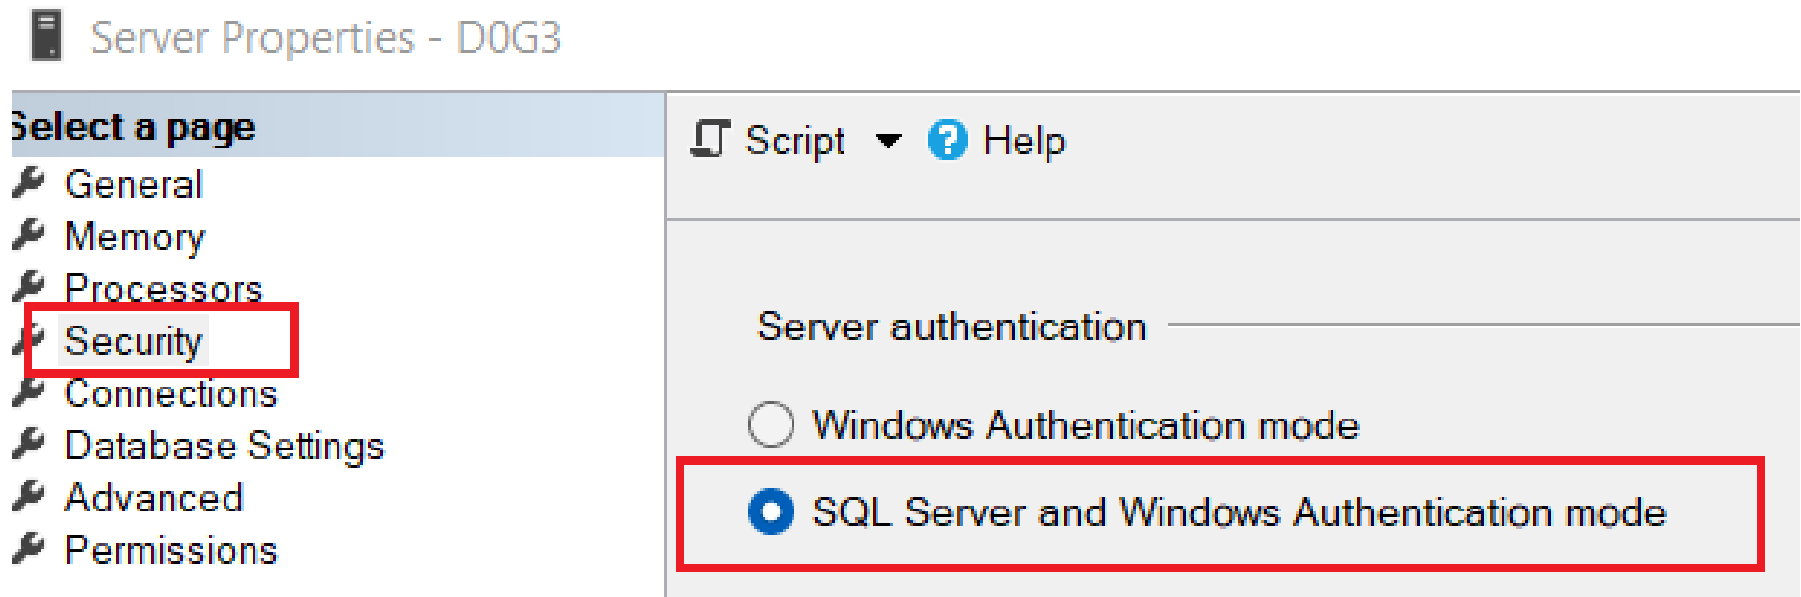 Server Properties - D0G3
Select a page
General
Memory
Processors
Security
Connections
Database Settings
Advanced
Permissions
Script
Help
Server authentication
Windows Authentication mode
SQL Server and Windows Authentication mode